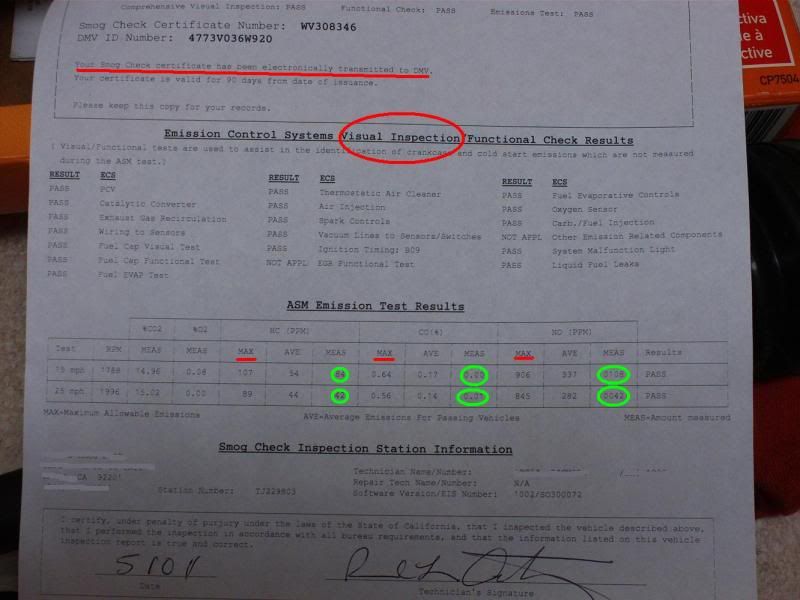 Comprehensive Visual Inspection: PASS Functional Check: PASS Emissions Test: PASS
Smog Check Certificate Number: WV308346
DMV ID Number: 4773V036W920
Your Smog Check certificate has been electronically transmitted to DMV.
Your certificate is valid for 90 days from date of issuance.
Please keep this copy for your records.
Emission Control Systems Visual Inspection/Functional Check Results
( Visual/Functional tests are used to assist in the identification of crankcase and cold start emissions which are not measured
during the ASM test.)
RESULT ECS RESULT ECS RESULT ECS
PASS PCV PASS Thermostatic Air Cleaner PASS Fuel Evaporative Controls
PASS Catalytic Converter PASS Air Injection PASS Oxygen Sensor
PASS Exhaust Gas Recirculation PASS Spark Controls PASS Carb./Fuel Injection
PASS Wiring to Sensors PASS Vacuum Lines to Sensors/Switches NOT APPL Other Emission Related Components
PASS Fuel Cap Visual Test PASS Ignition Timing: B09 PASS System Malfunction Light
PASS Fuel Cap Functional Test NOT APPL EGR Functional Test PASS Liquid Fuel Leaks
PASS Fuel EVAP Test
ASM Emission Test Results
%CO2 %O2 HC (PPM) CO(%) NO (PPM)
Test RPM MEAS MEAS MAX AVE MEAS MAX AVE MEAS MAX AVE MEAS Results
15 mph 1788 14.96 0.08 107 54 84 0.64 0.17 0.00 906 337 0108 PASS
25 mph 1996 15.02 0.00 89 44 42 0.56 0.14 0.01 845 282 0042 PASS
MAX=Maximum Allowable Emissions AVE=Average Emissions For Passing Vehicles MEAS=Amount measured
Smog Check Inspection Station Information
Technician Name/Number:
CA 92201 Repair Tech Name/Number: N/A
Station Number: TJ229803 Software Version/EIS Number: 1002/SO300072
I certify, under penalty of purjury under the laws of the State of California, that I inspected the vehicle described above,
that I performed the inspection in accordance with all bureau requirements, and that the information listed on this vehicle
inspection report is true and correct.
Date Technician's Signature
ctiva
e à
ctive
CP7504